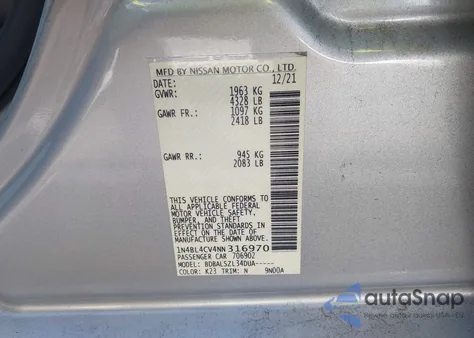 MFD BY NISSAN MOTOR CO., LTD.
DATE: 12/21
GVWR: 1963 KG
4328 LB
GAWR FR.: 1097 KG
2418 LB
GAWR RR.: 945 KG
2083 LB
THIS VEHICLE CONFORMS TO
ALL APPLICABLE FEDERAL
MOTOR VEHICLE SAFETY,
BUMPER, AND THEFT
PREVENTION STANDARDS
IN EFFECT ON THE DATE
OF MANUFACTURE SHOWN
ABOVE.
1N4BL4CV4NN316970
PASSENGER CAR 706902
MODEL: BDBALSZL34DUA-----
COLOR: K23 TRIM: N 9N00A
autoSnap